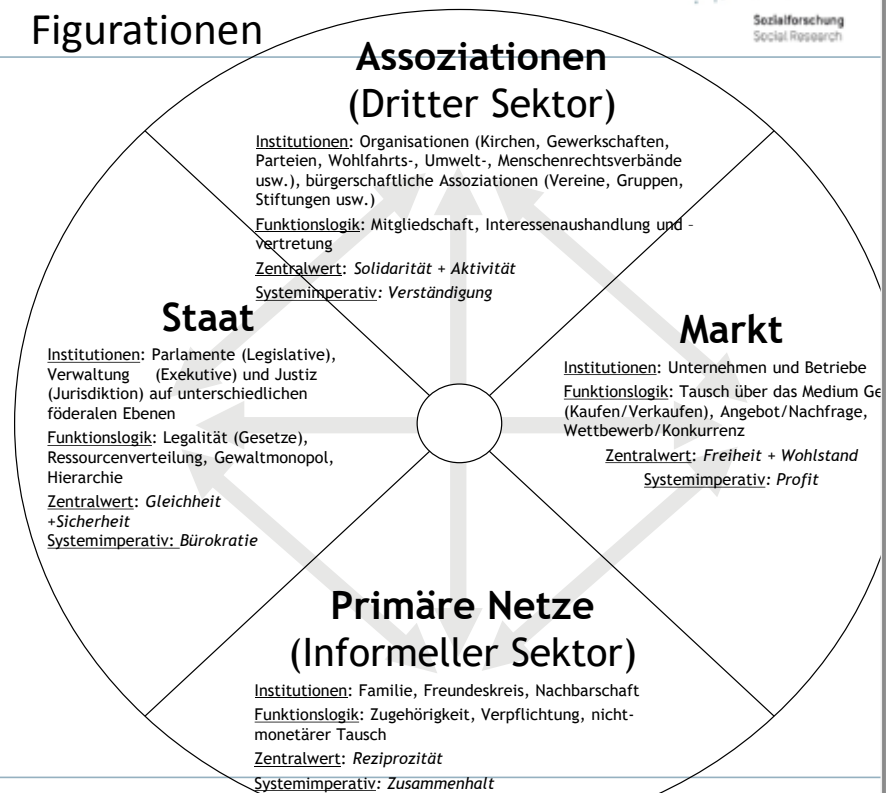 Figurationen
Sozialforschung
Social Research
Assoziationen
(Dritter Sektor)
Institutionen: Organisationen (Kirchen, Gewerkschaften,
Parteien, Wohlfahrts-, Umwelt-, Menschenrechtsverbände
usw.), bürgerschaftliche Assoziationen (Vereine, Gruppen,
Stiftungen usw.)
Funktionslogik: Mitgliedschaft, Interessenaushandlung und -
vertretung
Zentralwert: Solidarität + Aktivität
Systemimperativ: Verständigung
Staat
Institutionen: Parlamente (Legislative),
Verwaltung (Exekutive) und Justiz
(Jurisdiktion) auf unterschiedlichen
föderalen Ebenen
Funktionslogik: Legalität (Gesetze),
Ressourcenverteilung, Gewaltmonopol,
Hierarchie
Zentralwert: Gleichheit
+Sicherheit
Systemimperativ: Bürokratie
Markt
Institutionen: Unternehmen und Betriebe
Funktionslogik: Tausch über das Medium
(Kaufen/Verkaufen), Angebot/Nachfrage,
Wettbewerb/Konkurrenz
Zentralwert: Freiheit + Wohlstand
Systemimperativ: Profit
Primäre Netze
(Informeller Sektor)
Institutionen: Familie, Freundeskreis, Nachbarschaft
Funktionslogik: Zugehörigkeit, Verpflichtung, nicht-
monetärer Tausch
Zentralwert: Reziprozität
Systemimperativ: Zusammenhalt